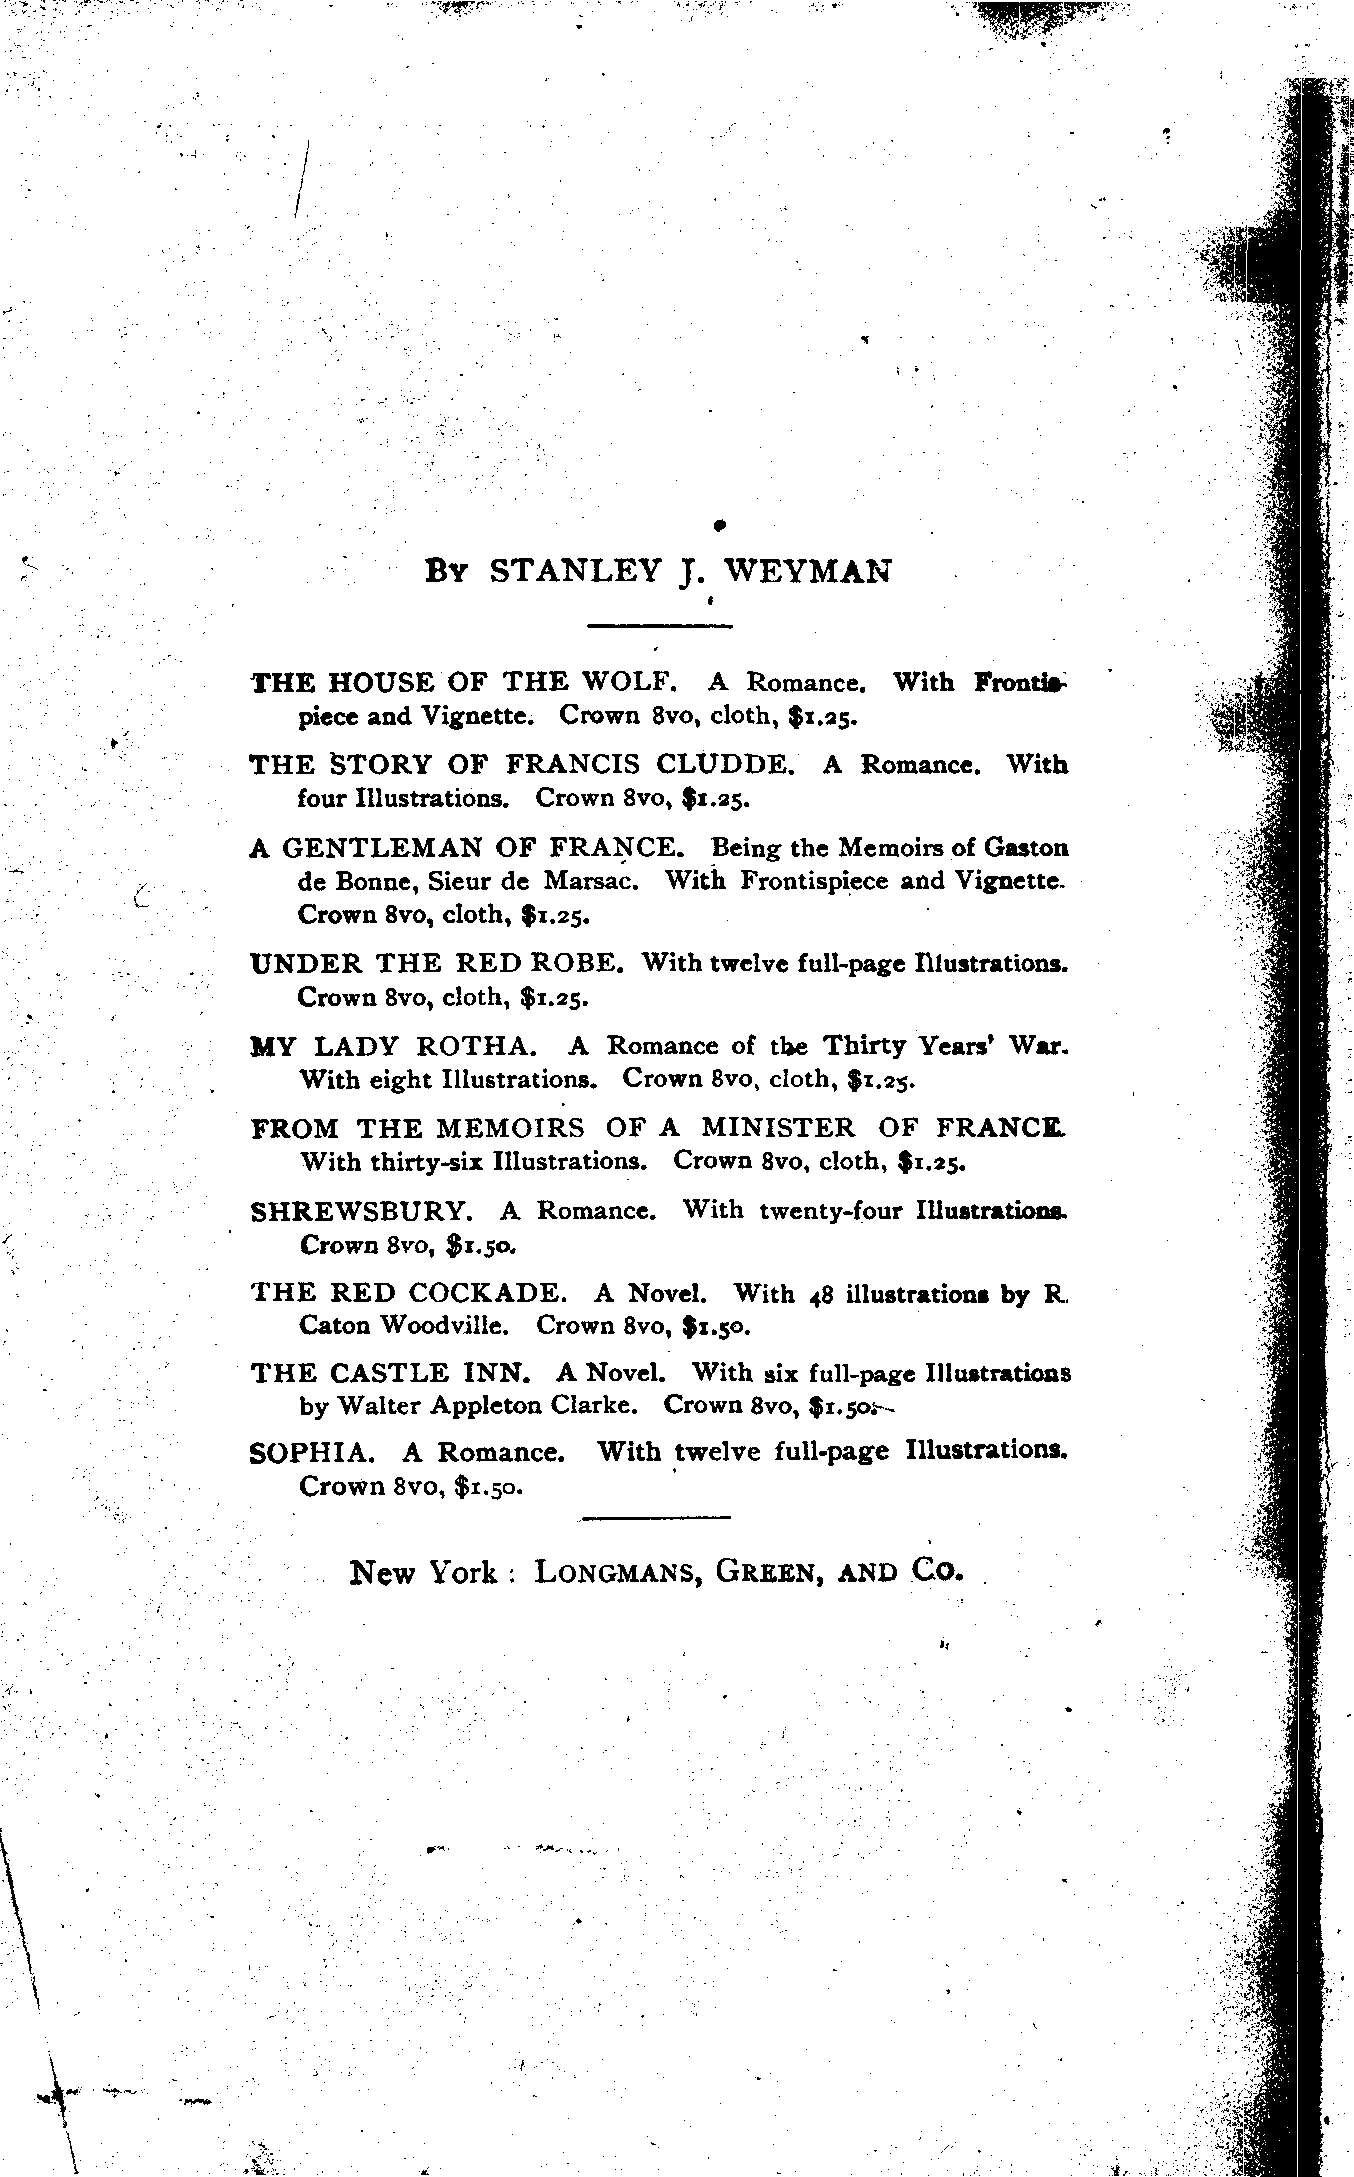 By STANLEY J. WEYMAN
THE HOUSE OF THE WOLF. A Romance. With Frontis-
piece and Vignette. Crown 8vo, cloth, $1.25.
THE STORY OF FRANCIS CLUDDE. A Romance. With
four Illustrations. Crown 8vo, $1.25.
A GENTLEMAN OF FRANCE. Being the Memoirs of Gaston
de Bonne, Sieur de Marsac. With Frontispiece and Vignette.
Crown 8vo, cloth, $1.25.
UNDER THE RED ROBE. With twelve full-page Illustrations.
Crown 8vo, cloth, $1.25.
MY LADY ROTHA. A Romance of the Thirty Years' War.
With eight Illustrations. Crown 8vo, cloth, $1.25.
FROM THE MEMOIRS OF A MINISTER OF FRANCE.
With thirty-six Illustrations. Crown 8vo, cloth, $1.25.
SHREWSBURY. A Romance. With twenty-four Illustrations.
Crown 8vo, $1.50.
THE RED COCKADE. A Novel. With 48 illustrations by R.
Caton Woodville. Crown 8vo, $1.50.
THE CASTLE INN. A Novel. With six full-page Illustrations
by Walter Appleton Clarke. Crown 8vo, $1.50.
SOPHIA. A Romance. With twelve full-page Illustrations.
Crown 8vo, $1.50.
New York: LONGMANS, GREEN, AND CO.